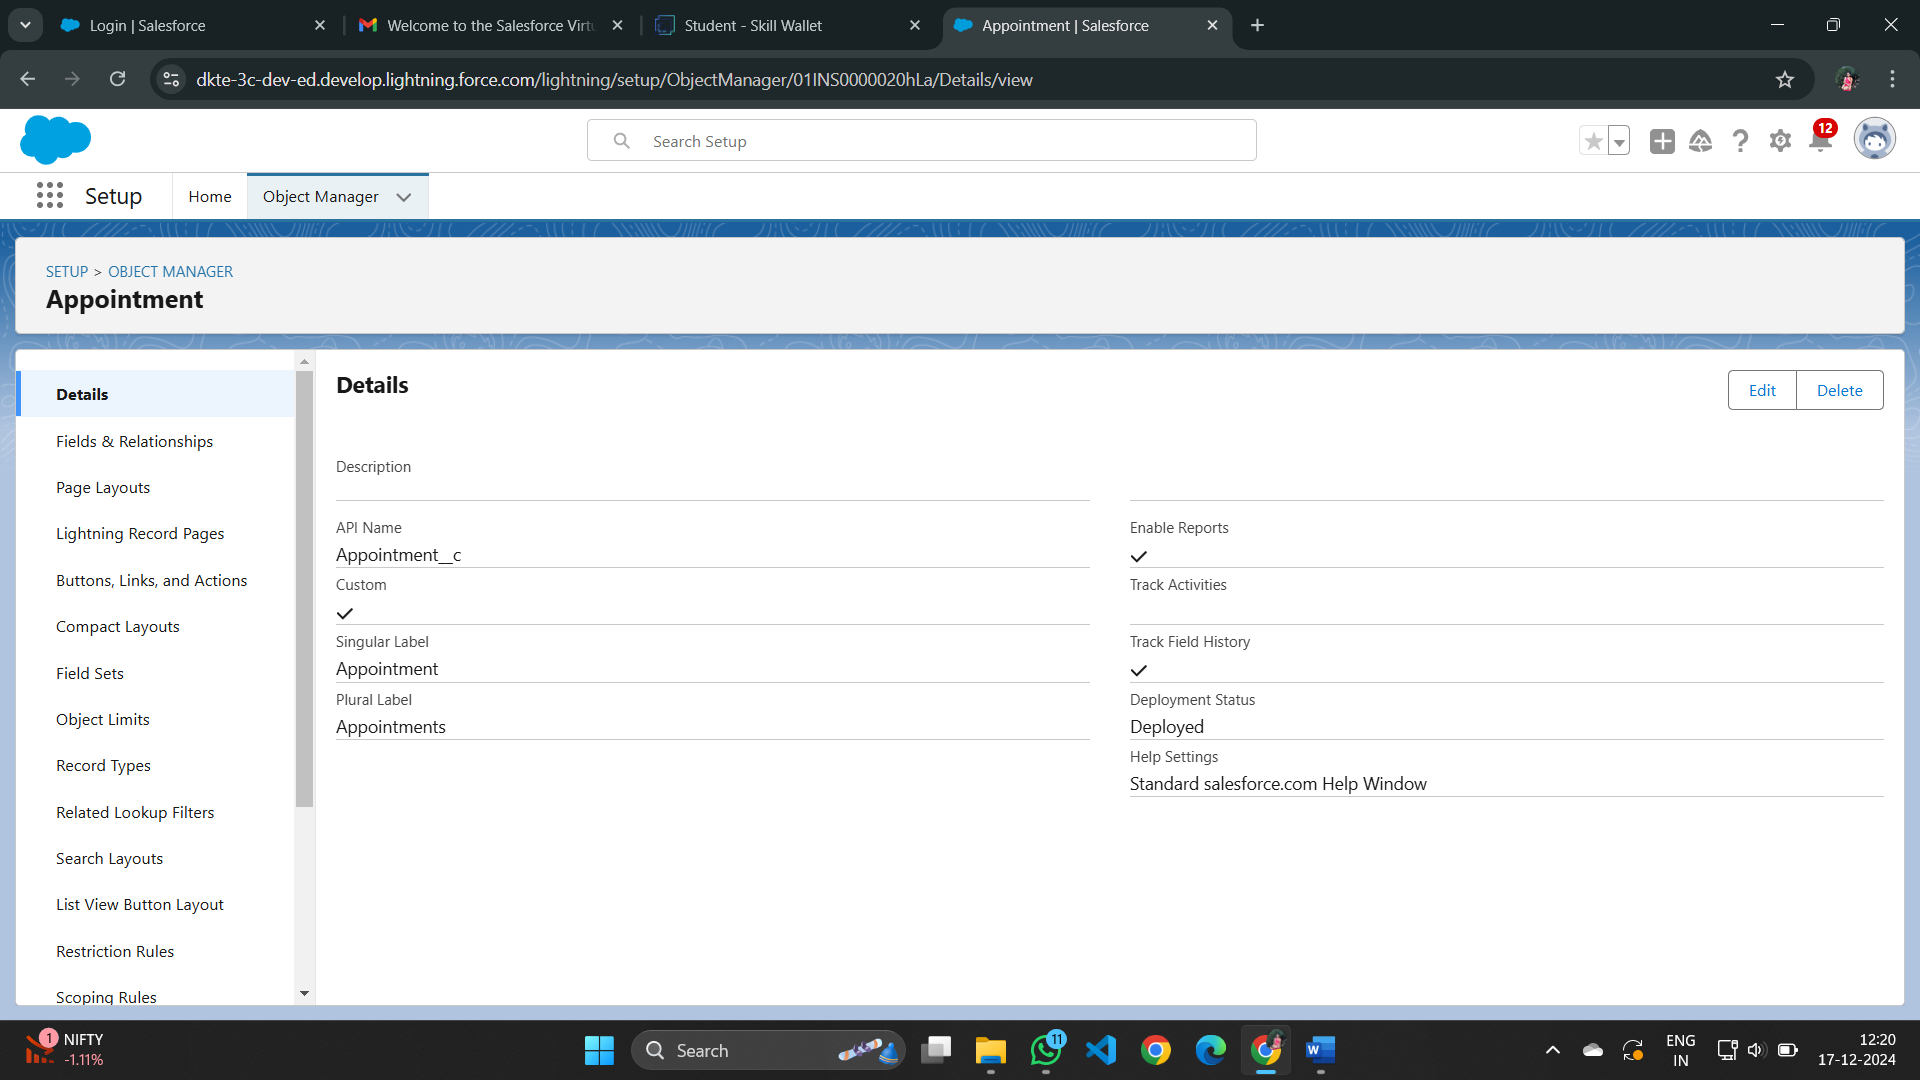 Login | Salesforce
Welcome to the Salesforce Virtu
Student - Skill Wallet
Appointment | Salesforce
dkte-3c-dev-ed.develop.lightning.force.com/lightning/setup/ObjectManager/01INS0000020hLa/Details/view
Search Setup
12
Setup
Home
Object Manager
SETUP > OBJECT MANAGER
Appointment
Details
Fields & Relationships
Page Layouts
Lightning Record Pages
Buttons, Links, and Actions
Compact Layouts
Field Sets
Object Limits
Record Types
Related Lookup Filters
Search Layouts
List View Button Layout
Restriction Rules
Scoping Rules
Details
Edit
Delete
Description
API Name
Appointment__c
Custom
Singular Label
Appointment
Plural Label
Appointments
Enable Reports
Track Activities
Track Field History
Deployment Status
Deployed
Help Settings
Standard salesforce.com Help Window
1
NIFTY
-1.11%
Search
11
ENG
IN
12:20
17-12-2024